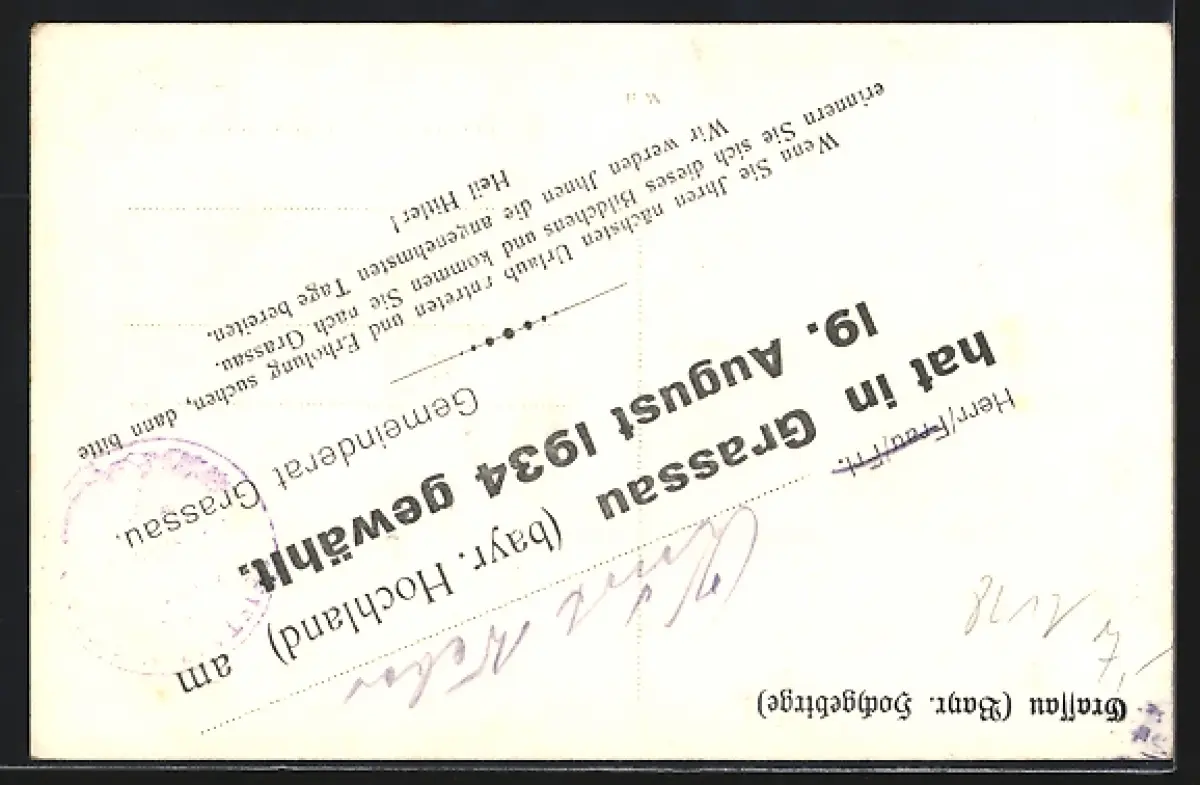 Grassau (Bayr. Hochgebirge)
Herr/Frau/Frl.
hat in Grassau (bayr. Hochland) am
19. August 1934 gewählt.
Gemeinderat Grassau.
Wenn Sie Ihren nächsten Urlaub antreten und Erholung suchen, dann bitte
erinnern Sie sich dieses Bildchens und kommen Sie nach Grassau.
Wir werden Ihnen die angenehmsten Tage bereiten.
Heil Hitler!